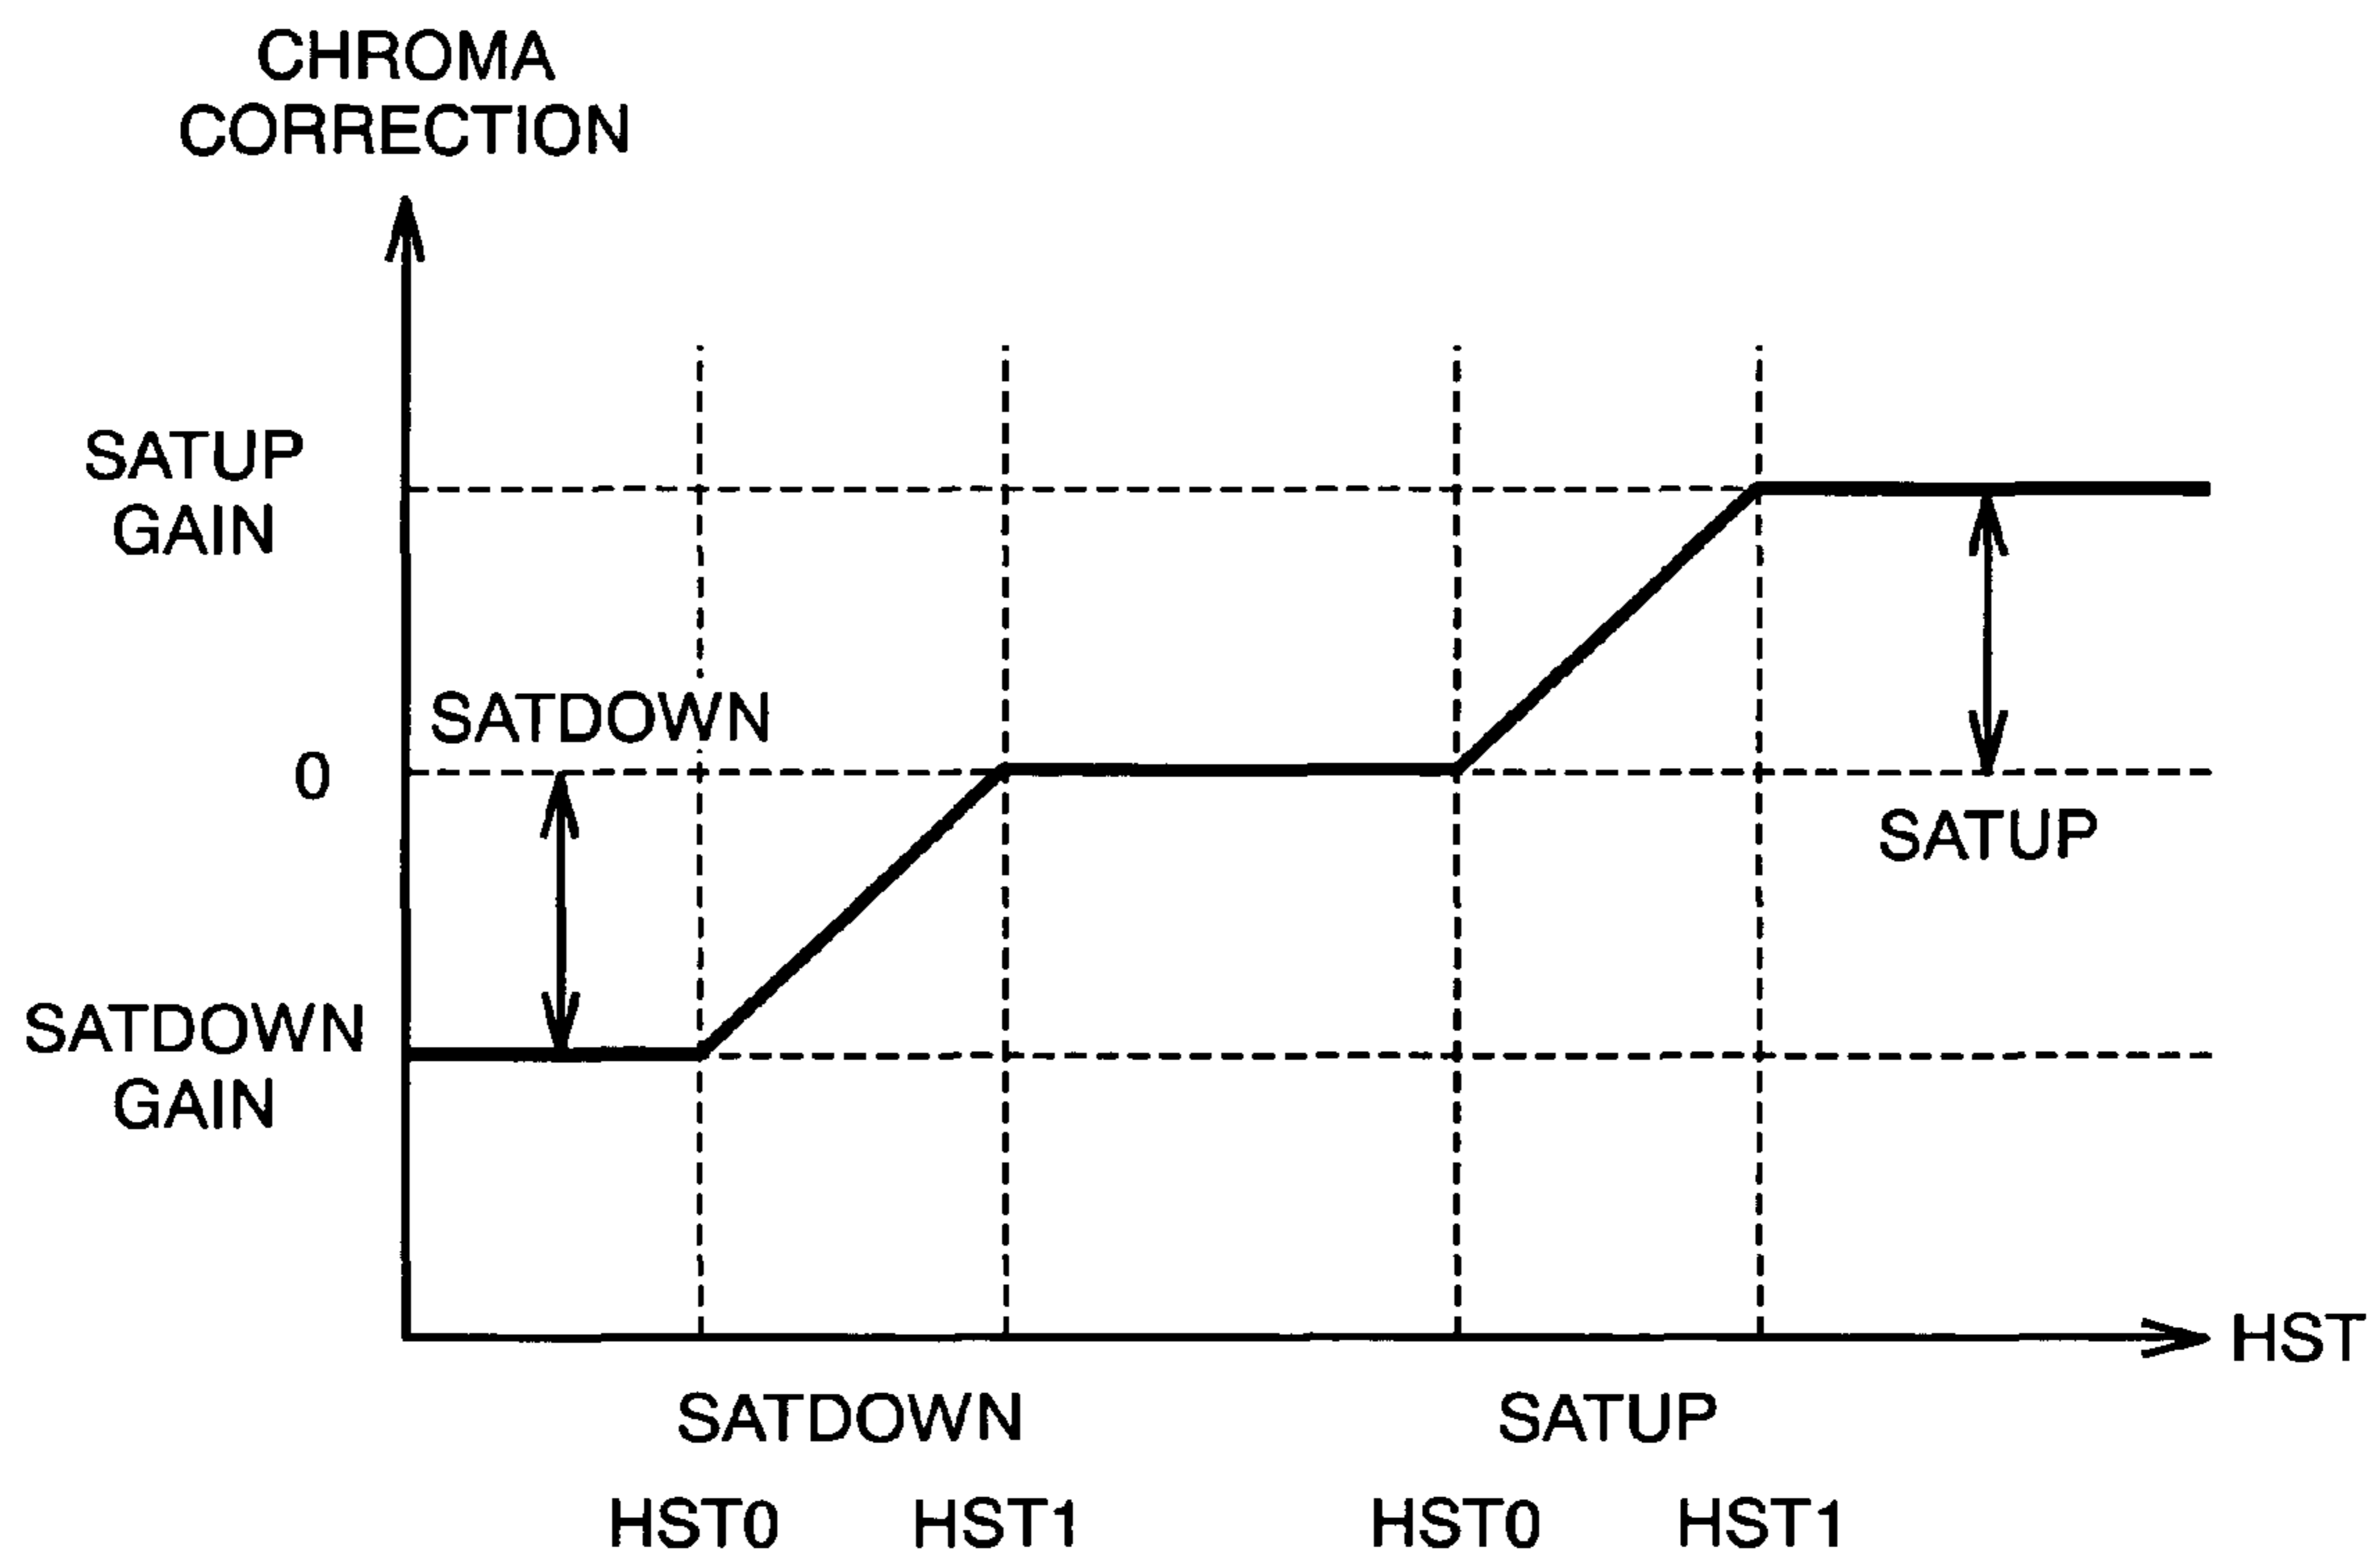 CHROMA
CORRECTION
SATUP
GAIN
SATDOWN
0
SATUP
SATDOWN
GAIN
HST
SATDOWN SATUP
HST0 HST1 HST0 HST1